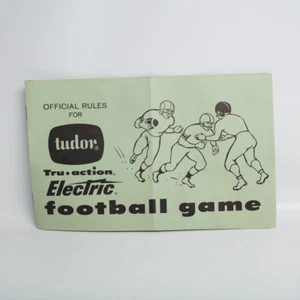 OFFICIAL RULES
FOR
tudor
Tru•action
Electric
football game